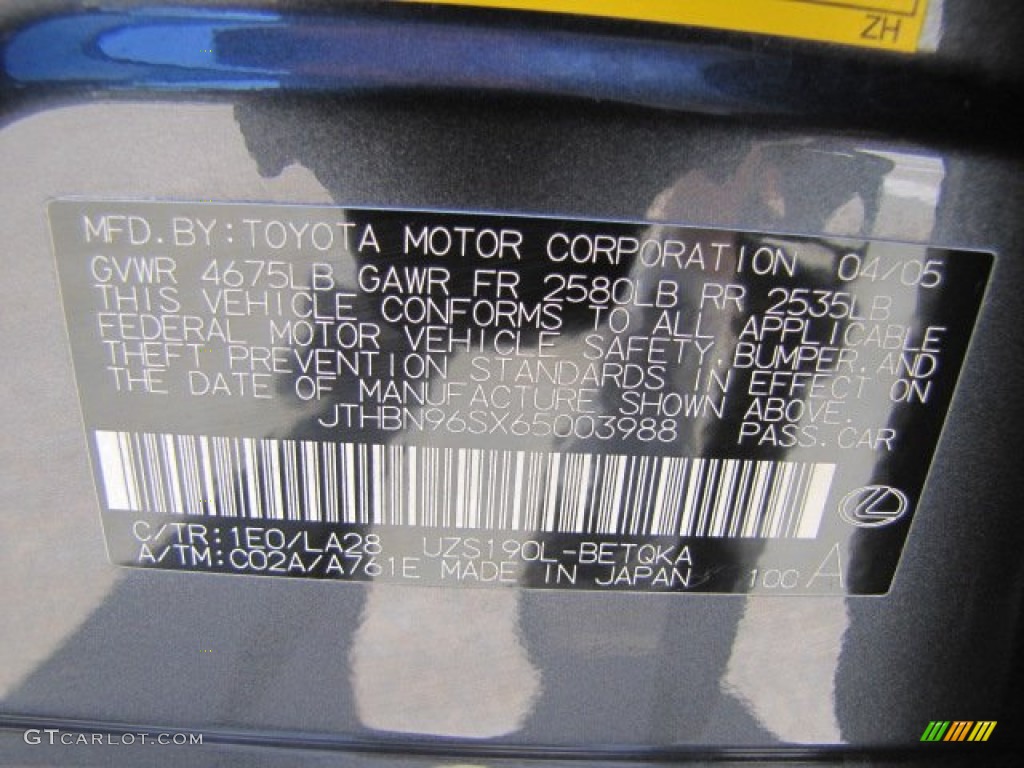 ZH
MFD. BY: TOYOTA MOTOR CORPORATION 04/05
GVWR 4675LB GAWR FR 2580LB RR 2535LB
THIS VEHICLE CONFORMS TO ALL APPLICABLE
FEDERAL MOTOR VEHICLE SAFETY, BUMPER, AND
THEFT PREVENTION STANDARDS IN EFFECT ON
THE DATE OF MANUFACTURE SHOWN ABOVE.
JTHBN96SX65003988 PASS. CAR
C/TR: 1E0/LA28 UZS190L-BETQKA
A/TM: C02A/A761E MADE IN JAPAN 100 A
GTCARLOT.COM